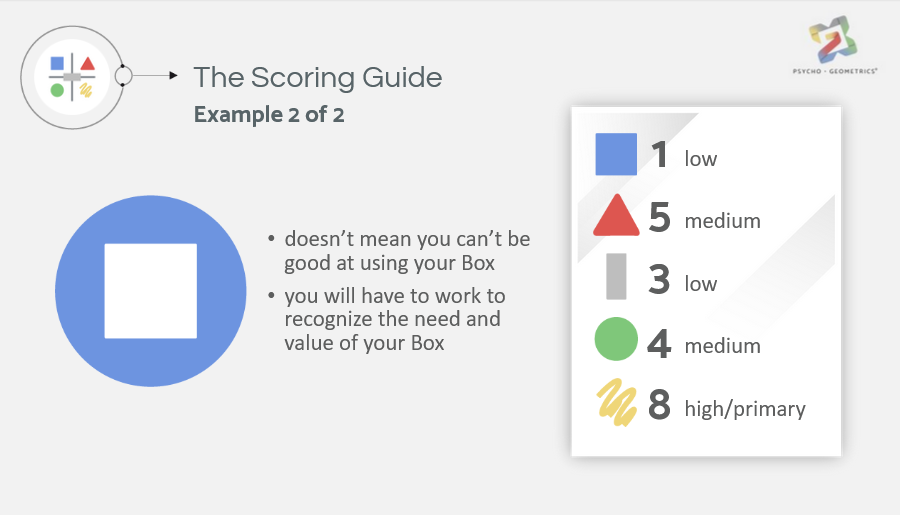 The Scoring Guide
Example 2 of 2
PSYCHO - GEOMETRICS
• doesn’t mean you can’t be
good at using your Box
• you will have to work to
recognize the need and
value of your Box
1 low
5 medium
3 low
4 medium
8 high/primary